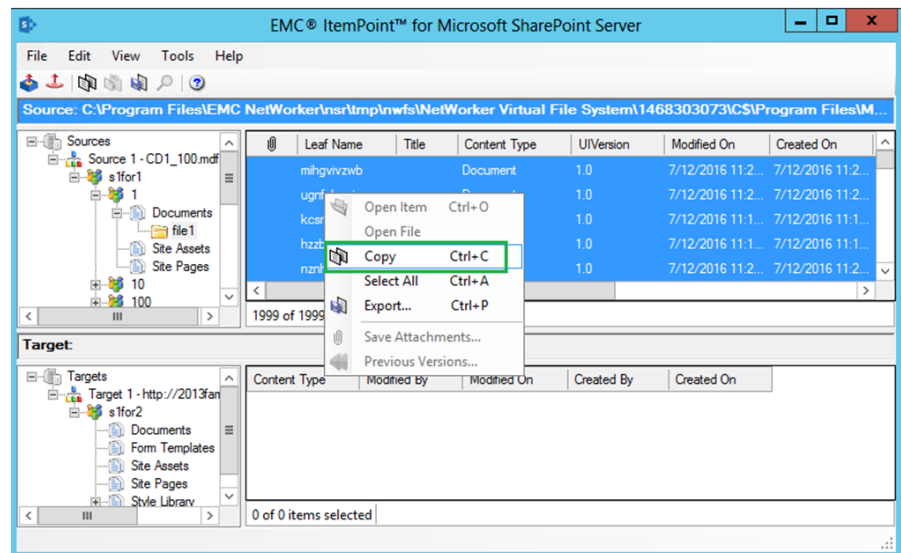 EMC® ItemPoint™ for Microsoft SharePoint Server
File Edit View Tools Help
Source: C:\Program Files\EMC NetWorker\nsr\tmp\nwfs\NetWorker Virtual File System\1468303073\C$\Program Files\M...
Sources
Source 1 - CD1_100.mdf
s1for1
1
Documents
file1
Site Assets
Site Pages
10
100
Leaf Name Title Content Type UIVersion Modified On Created On
mihgvivzwb Document 1.0 7/12/2016 11:2... 7/12/2016 11:2...
1.0 7/12/2016 11:2... 7/12/2016 11:2...
kcsr 1.0 7/12/2016 11:1... 7/12/2016 11:1...
1.0 7/12/2016 11:1... 7/12/2016 11:1...
1.0 7/12/2016 11:2... 7/12/2016 11:2...
1999 of 1999
Open Item Ctrl+O
Open File
Copy Ctrl+C
Select All Ctrl+A
Export... Ctrl+P
Save Attachments...
Previous Versions...
Target:
Targets
Target 1 - http://2013far
s1for2
Documents
Form Templates
Site Assets
Site Pages
Style Library
Content Type Modified By Modified On Created By Created On
0 of 0 items selected